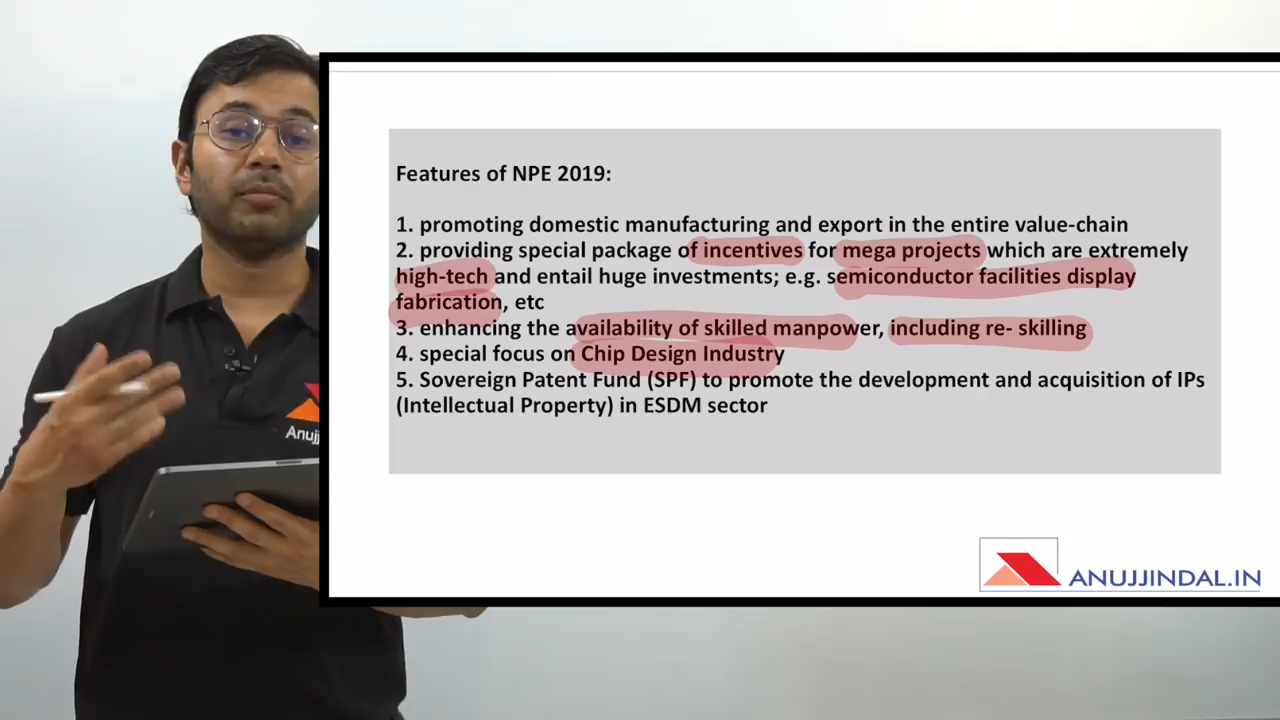 Features of NPE 2019:
1. promoting domestic manufacturing and export in the entire value-chain
2. providing special package of incentives for mega projects which are extremely
high-tech and entail huge investments; e.g. semiconductor facilities display
fabrication, etc
3. enhancing the availability of skilled manpower, including re- skilling
4. special focus on Chip Design Industry
5. Sovereign Patent Fund (SPF) to promote the development and acquisition of IPs
(Intellectual Property) in ESDM sector
ANUJJINDAL.IN